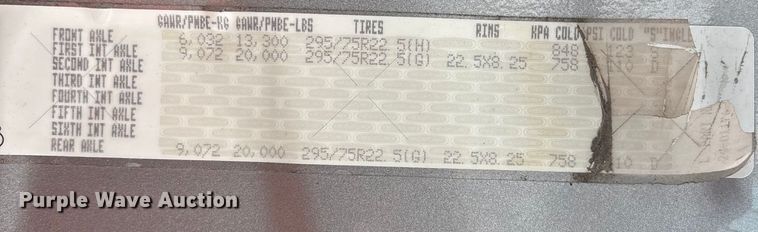 GAWR/PNBE-KG GAWR/PNBE-LBS TIRES RIMS KPA COLD PSI COLD "S"INGL
FRONT AXLE 6,032 13,300 295/75R22.5(H) 848 123
FIRST INT AXLE 9,072 20,000 295/75R22.5(G) 22.5X8.25 758 D
SECOND INT AXLE
THIRD INT AXLE
FOURTH INT AXLE
FIFTH INT AXLE
SIXTH INT AXLE
REAR AXLE 9,072 20,000 295/75R22.5(G) 22.5X8.25 758 110 D
Purple Wave Auction